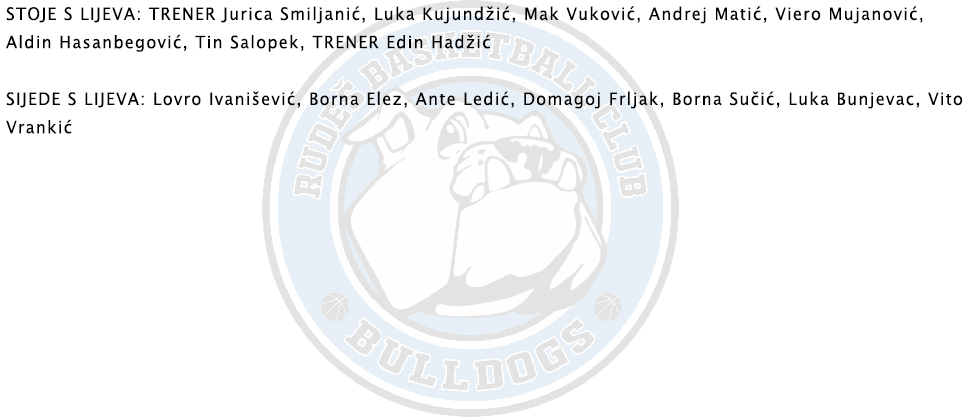 STOJE S LIJEVA: TRENER Jurica Smiljanić, Luka Kujundžić, Mak Vuković, Andrej Matić, Viero Mujanović,
Aldin Hasanbegović, Tin Salopek, TRENER Edin Hadžić
SIJEDE S LIJEVA: Lovro Ivanišević, Borna Elez, Ante Ledić, Domagoj Frljak, Borna Sučić, Luka Bunjevac, Vito
Vrankić
RUDEŠ BASKETBALL CLUB
BULLDOGS